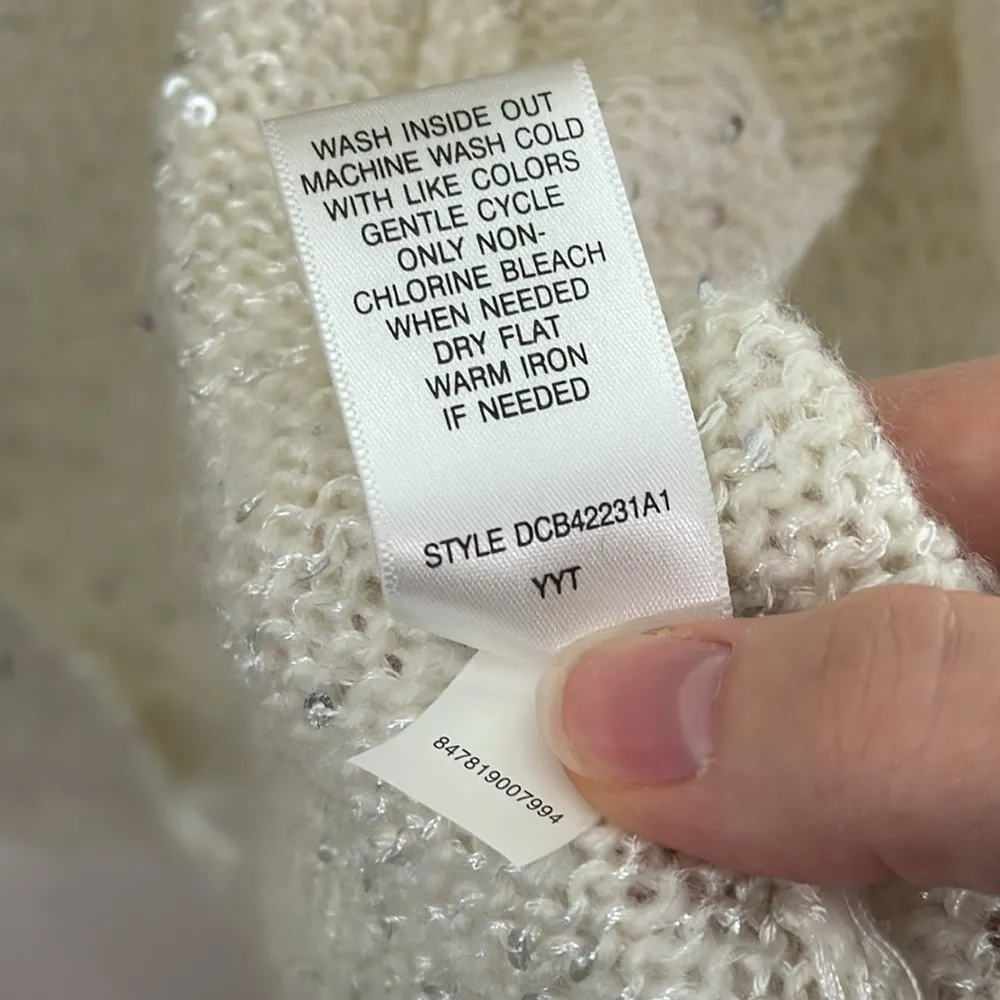 WASH INSIDE OUT
MACHINE WASH COLD
WITH LIKE COLORS
GENTLE CYCLE
ONLY NON-
CHLORINE BLEACH
WHEN NEEDED
DRY FLAT
WARM IRON
IF NEEDED
STYLE DCB42231A1
YYT
847819007994